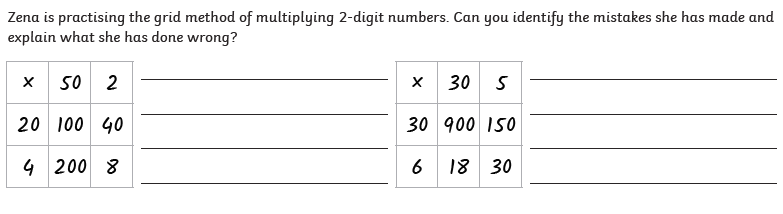 Zena is practising the grid method of multiplying 2-digit numbers. Can you identify the mistakes she has made and
explain what she has done wrong?
× 50 2
20 100 40
4 200 8
× 30 5
30 900 150
6 18 30